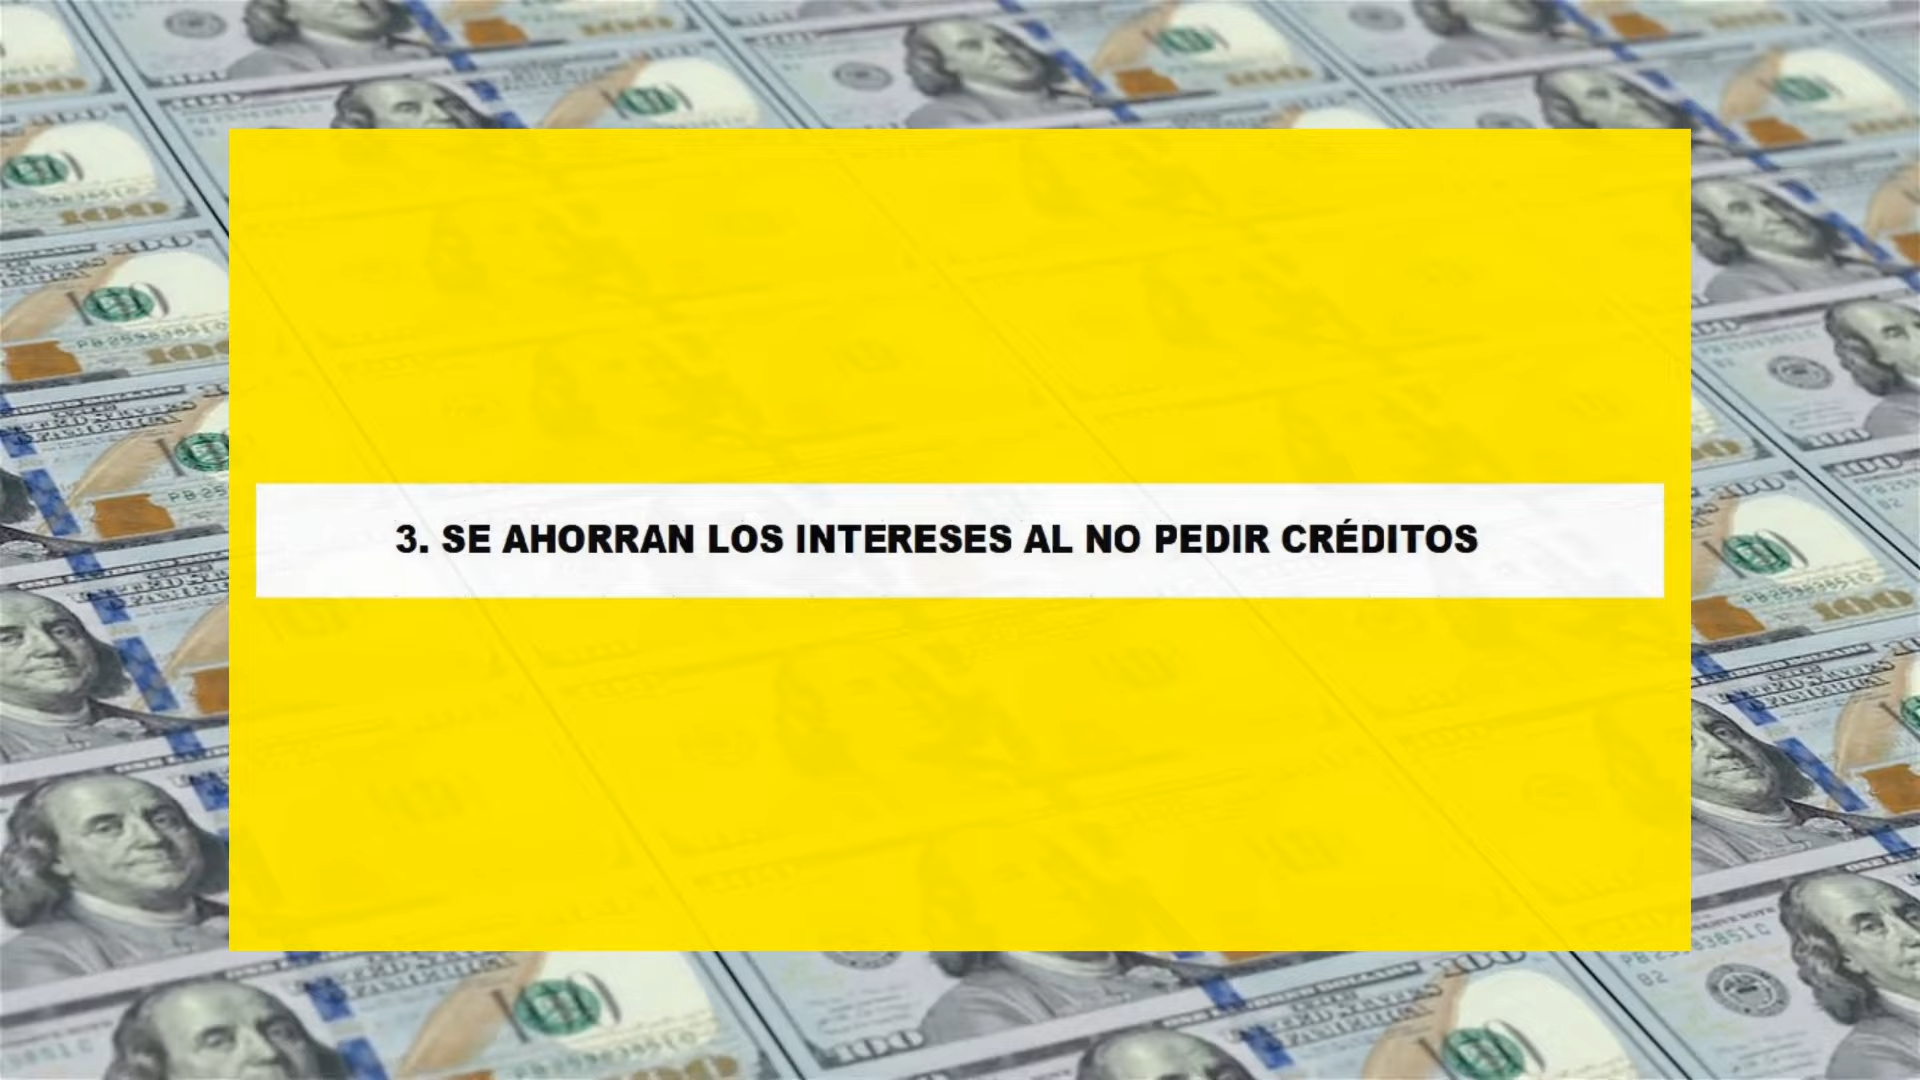 3. SE AHORRAN LOS INTERESES AL NO PEDIR CRÉDITOS